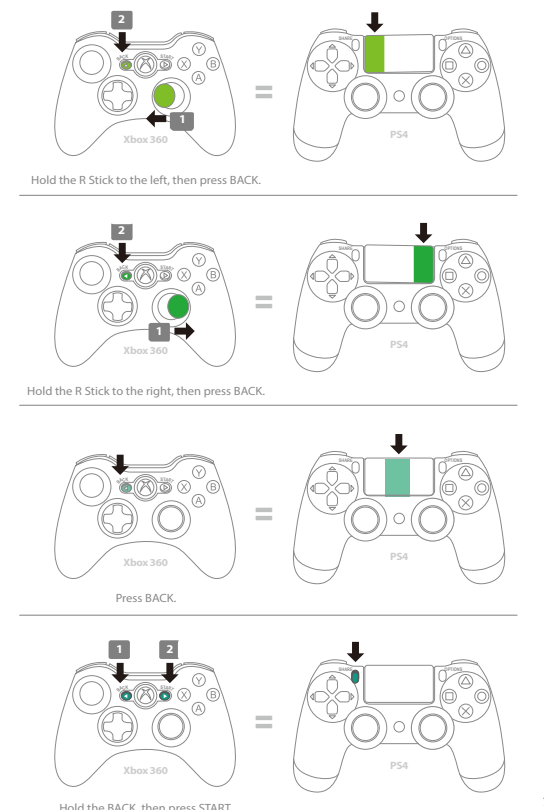 2
BACK START Y X B A
SHARE OPTIONS
1
Xbox 360
=
PS4
Hold the R Stick to the left, then press BACK.
2
BACK START Y X B A
SHARE OPTIONS
1
Xbox 360
=
PS4
Hold the R Stick to the right, then press BACK.
BACK START Y X B A
SHARE OPTIONS
Xbox 360
=
PS4
Press BACK.
1 2
BACK START Y X B A
SHARE OPTIONS
Xbox 360
=
PS4
Hold the BACK, then press START.